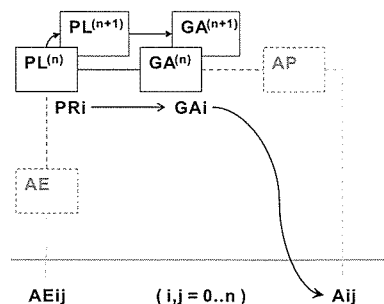 PL(n+1) GA(n+1)
PL(n) GA(n) AP
PRi GAi
AE
AEij ( i,j = 0..n ) Aij